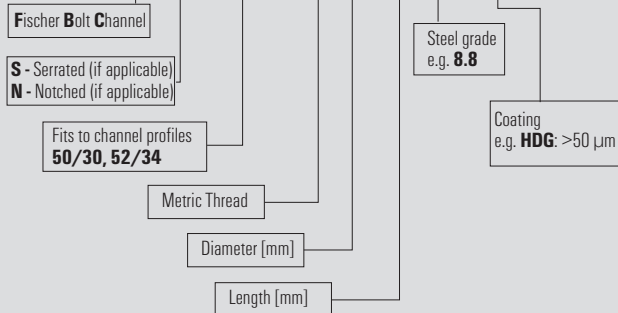 Fischer Bolt Channel
S - Serrated (if applicable)
N - Notched (if applicable)
Fits to channel profiles
50/30, 52/34
Metric Thread
Diameter [mm]
Length [mm]
Steel grade
e.g. 8.8
Coating
e.g. HDG: >50 µm